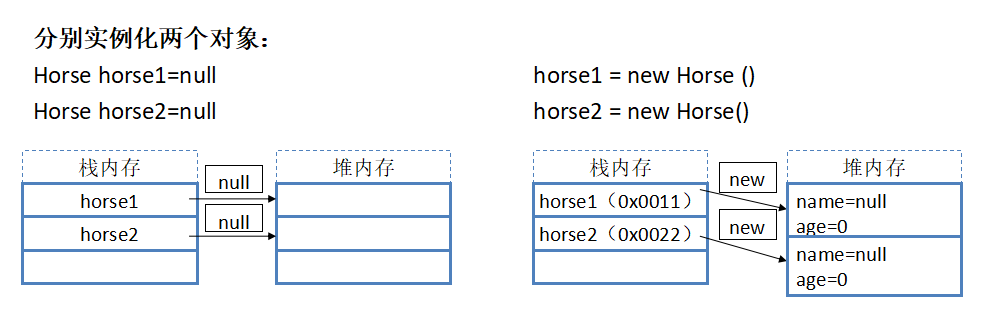 分别实例化两个对象：
Horse horse1=null
Horse horse2=null
栈内存
堆内存
null
horse1
null
horse2
horse1 = new Horse ()
horse2 = new Horse()
栈内存
堆内存
new
horse1（0x0011）
name=null
age=0
new
horse2（0x0022）
name=null
age=0